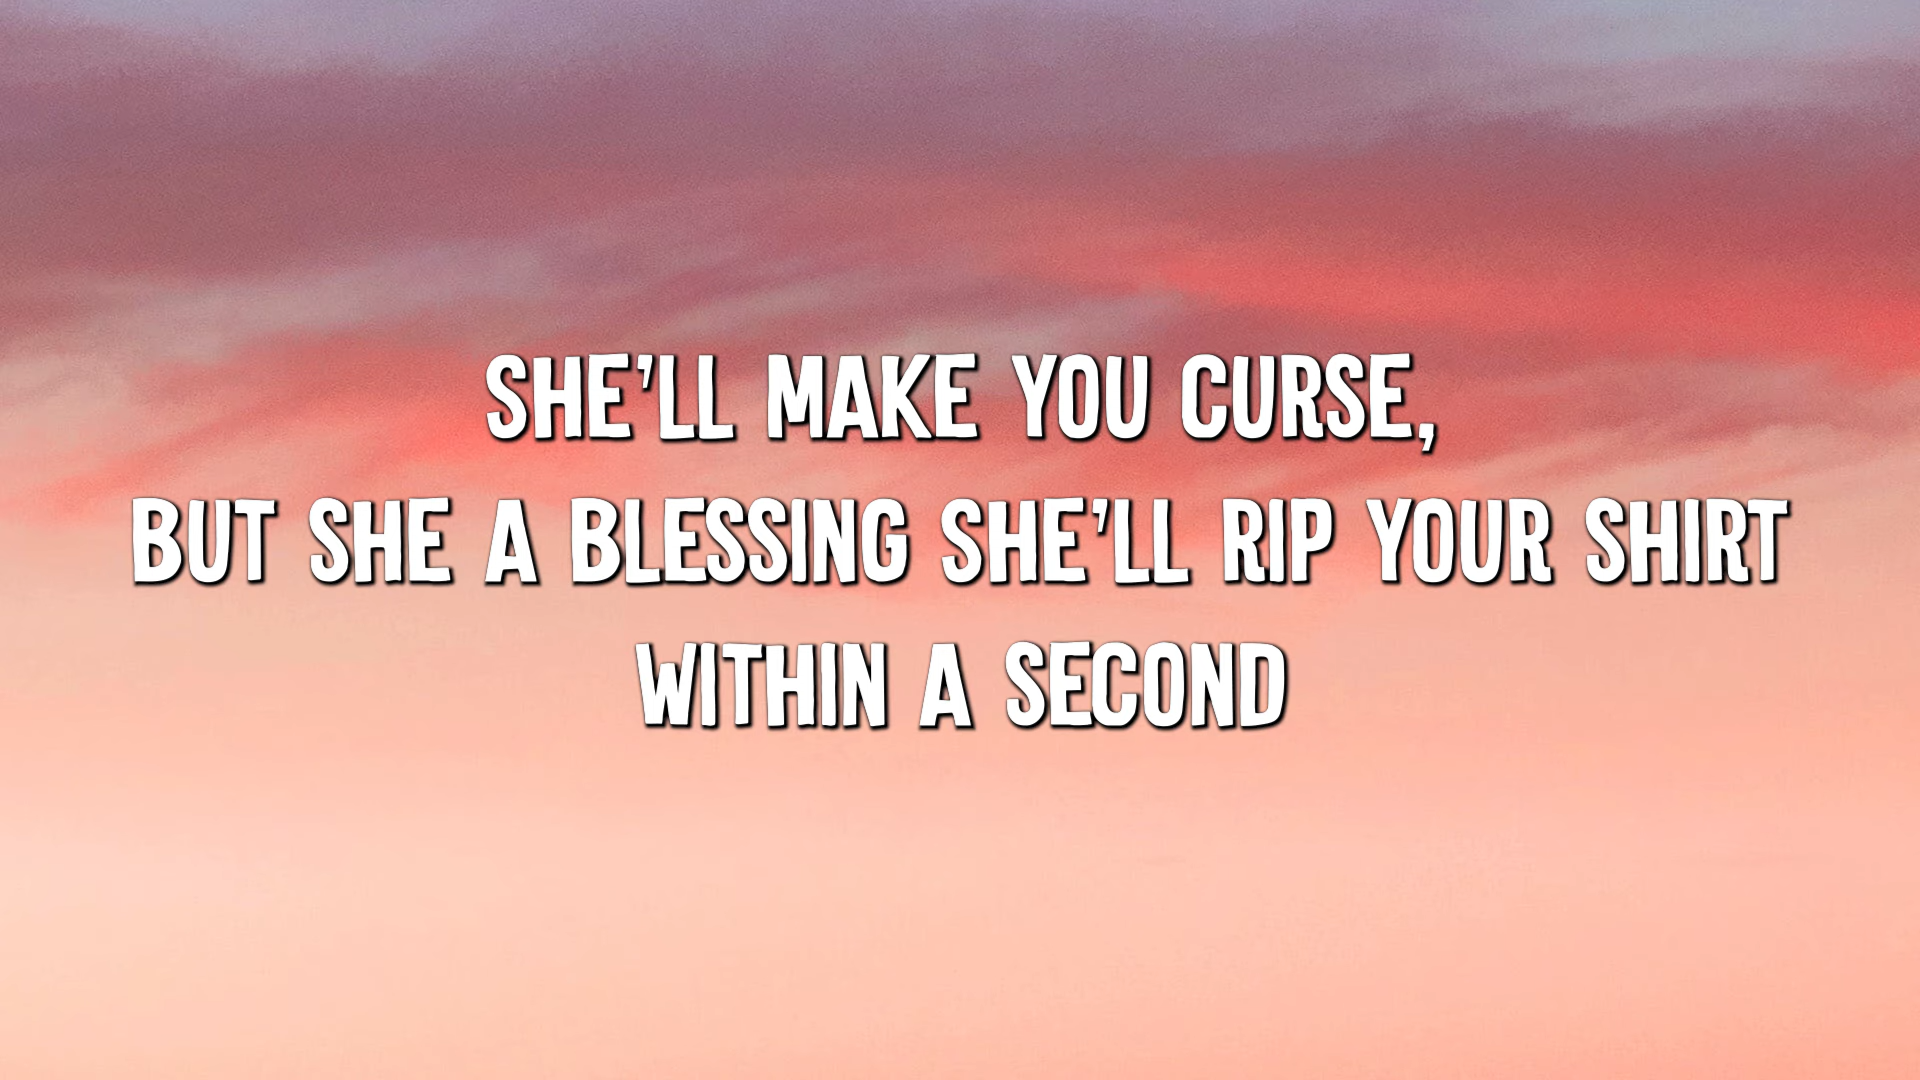 SHE'LL MAKE YOU CURSE,
BUT SHE A BLESSING SHE'LL RIP YOUR SHIRT
WITHIN A SECOND